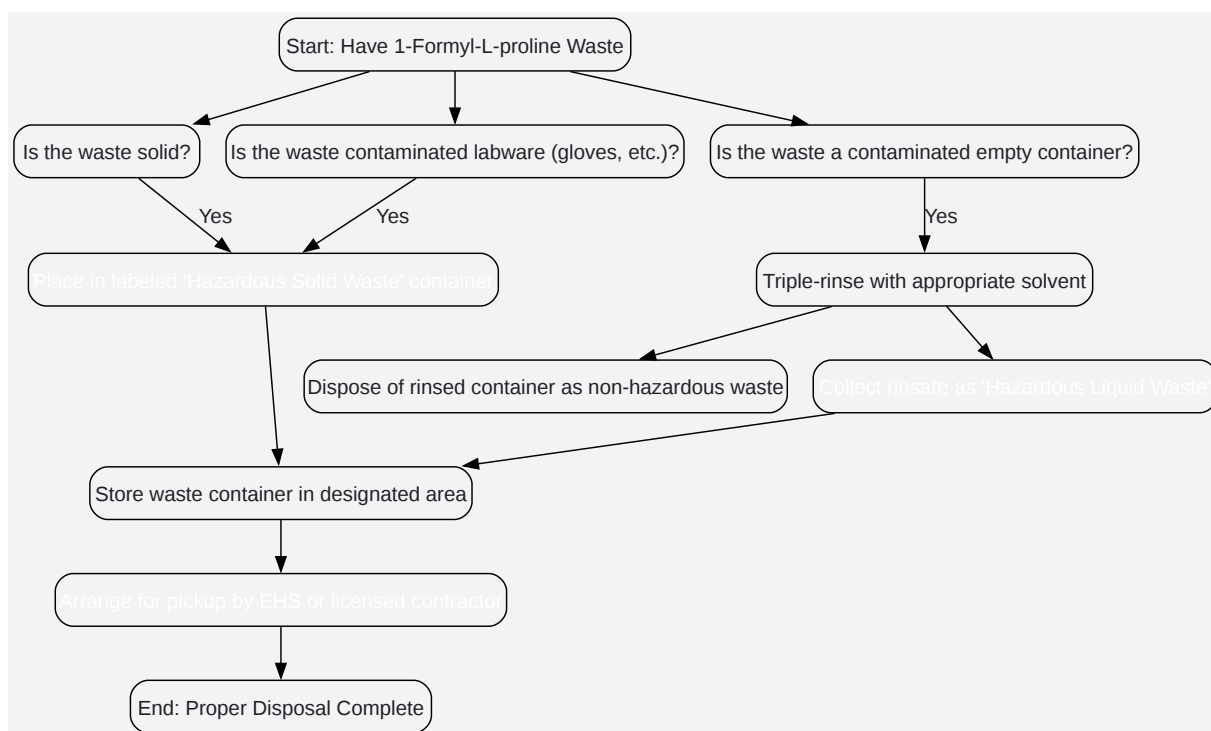 Start: Have 1-Formyl-L-proline Waste
Is the waste solid?
Is the waste contaminated labware (gloves, etc.)?
Is the waste a contaminated empty container?
Yes
Yes
Yes
Place in labeled 'Hazardous Solid Waste' container
Triple-rinse with appropriate solvent
Dispose of rinsed container as non-hazardous waste
Collect rinsate as 'Hazardous Liquid Waste'
Store waste container in designated area
Arrange for pickup by EHS or licensed contractor
End: Proper Disposal Complete